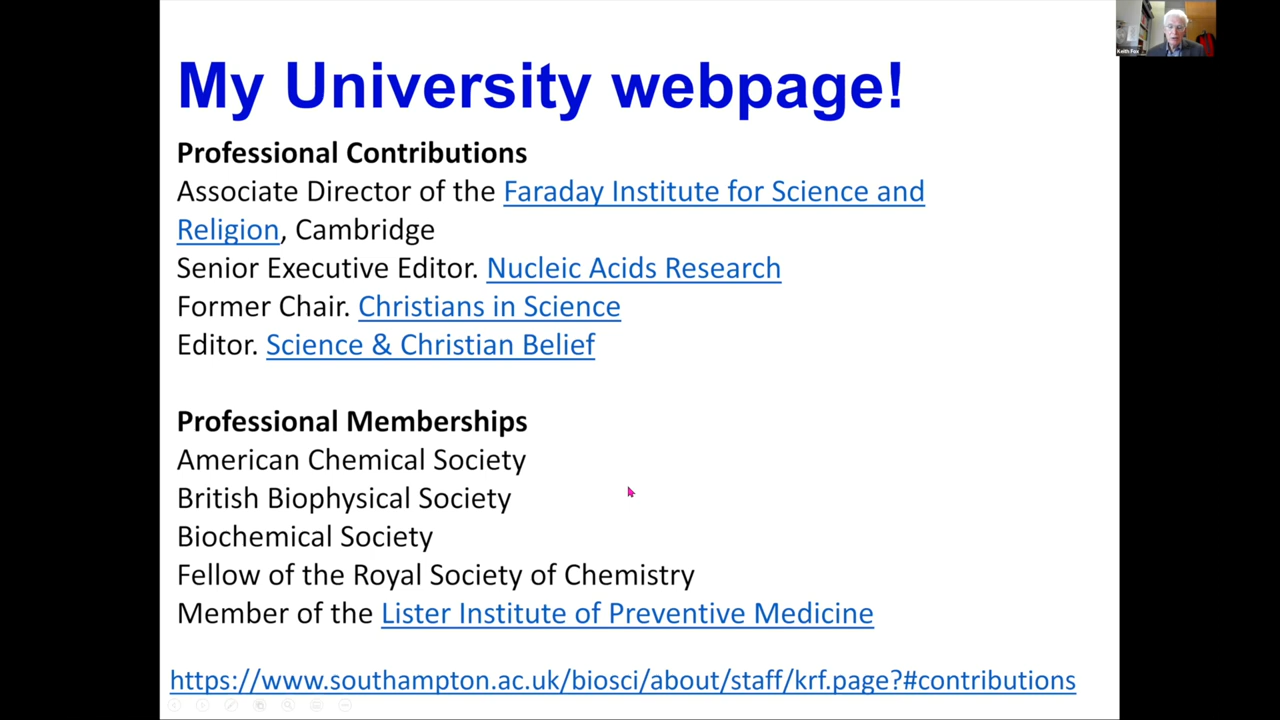 My University webpage!
Keith Fox
Professional Contributions
Associate Director of the Faraday Institute for Science and
Religion, Cambridge
Senior Executive Editor. Nucleic Acids Research
Former Chair. Christians in Science
Editor. Science & Christian Belief
Professional Memberships
American Chemical Society
British Biophysical Society
Biochemical Society
Fellow of the Royal Society of Chemistry
Member of the Lister Institute of Preventive Medicine
https://www.southampton.ac.uk/biosci/about/staff/krf.page?#contributions